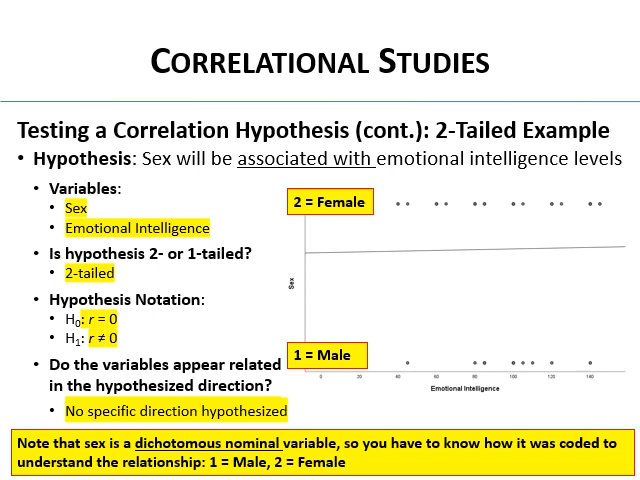 CORRELATIONAL STUDIES
Testing a Correlation Hypothesis (cont.): 2-Tailed Example
• Hypothesis: Sex will be associated with emotional intelligence levels
• Variables:
• Sex
• Emotional Intelligence
• Is hypothesis 2- or 1-tailed?
• 2-tailed
• Hypothesis Notation:
• H0: r = 0
• H1: r ≠ 0
• Do the variables appear related
in the hypothesized direction?
• No specific direction hypothesized
2 = Female
Sex
1 = Male
0 20 40 60 80 100 120 140
Emotional Intelligence
Note that sex is a dichotomous nominal variable, so you have to know how it was coded to
understand the relationship: 1 = Male, 2 = Female